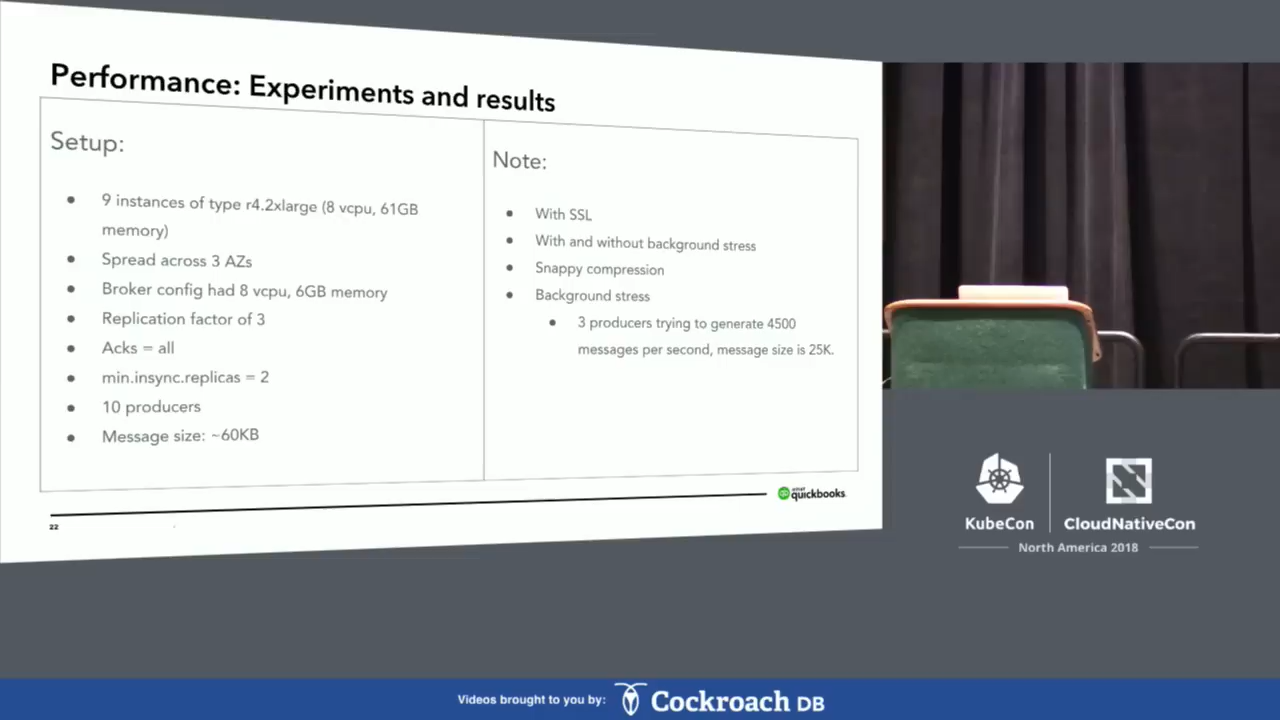 Performance: Experiments and results
Setup:
9 instances of type r4.2xlarge (8 vcpu, 61GB
memory)
Spread across 3 AZs
Broker config had 8 vcpu, 6GB memory
Replication factor of 3
Acks = all
min.insync.replicas = 2
10 producers
Message size: ~60KB
Note:
With SSL
With and without background stress
Snappy compression
Background stress
3 producers trying to generate 4500
messages per second, message size is 25K.
intuit
quickbooks
22
KubeCon
CloudNativeCon
North America 2018
Videos brought to you by:
Cockroach DB